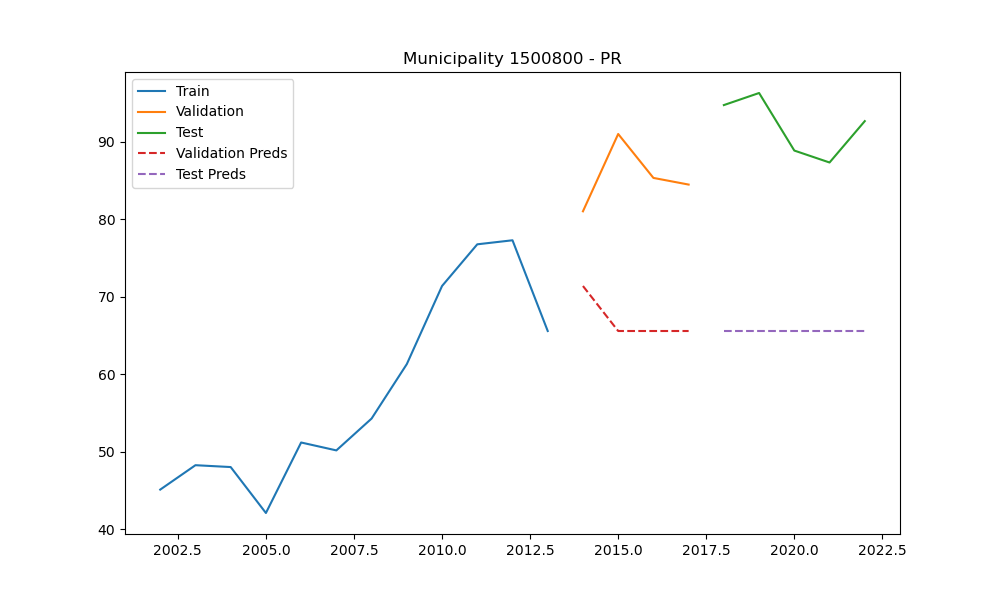 Municipality 1500800 - PR
Train
Validation
Test
Validation Preds
Test Preds
90
80
70
60
50
40
2002.5 2005.0 2007.5 2010.0 2012.5 2015.0 2017.5 2020.0 2022.5